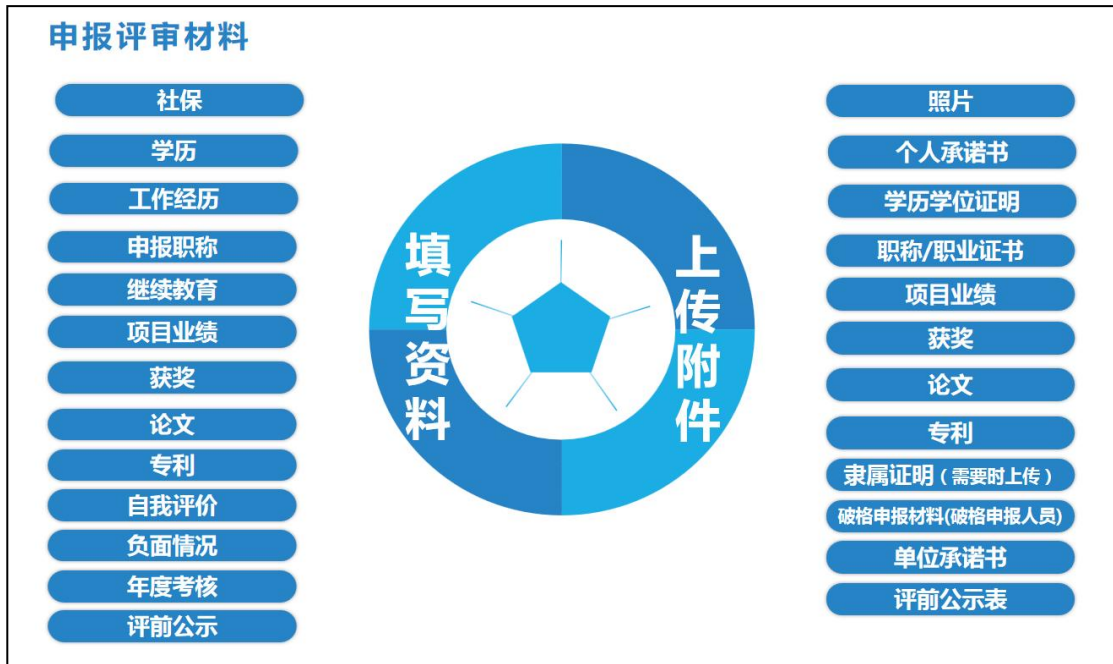 申报评审材料
社保
学历
工作经历
申报职称
继续教育
项目业绩
获奖
论文
专利
自我评价
负面情况
年度考核
评前公示
填写资料
上传附件
照片
个人承诺书
学历学位证明
职称/职业证书
项目业绩
获奖
论文
专利
隶属证明（需要时上传）
破格申报材料(破格申报人员)
单位承诺书
评前公示表